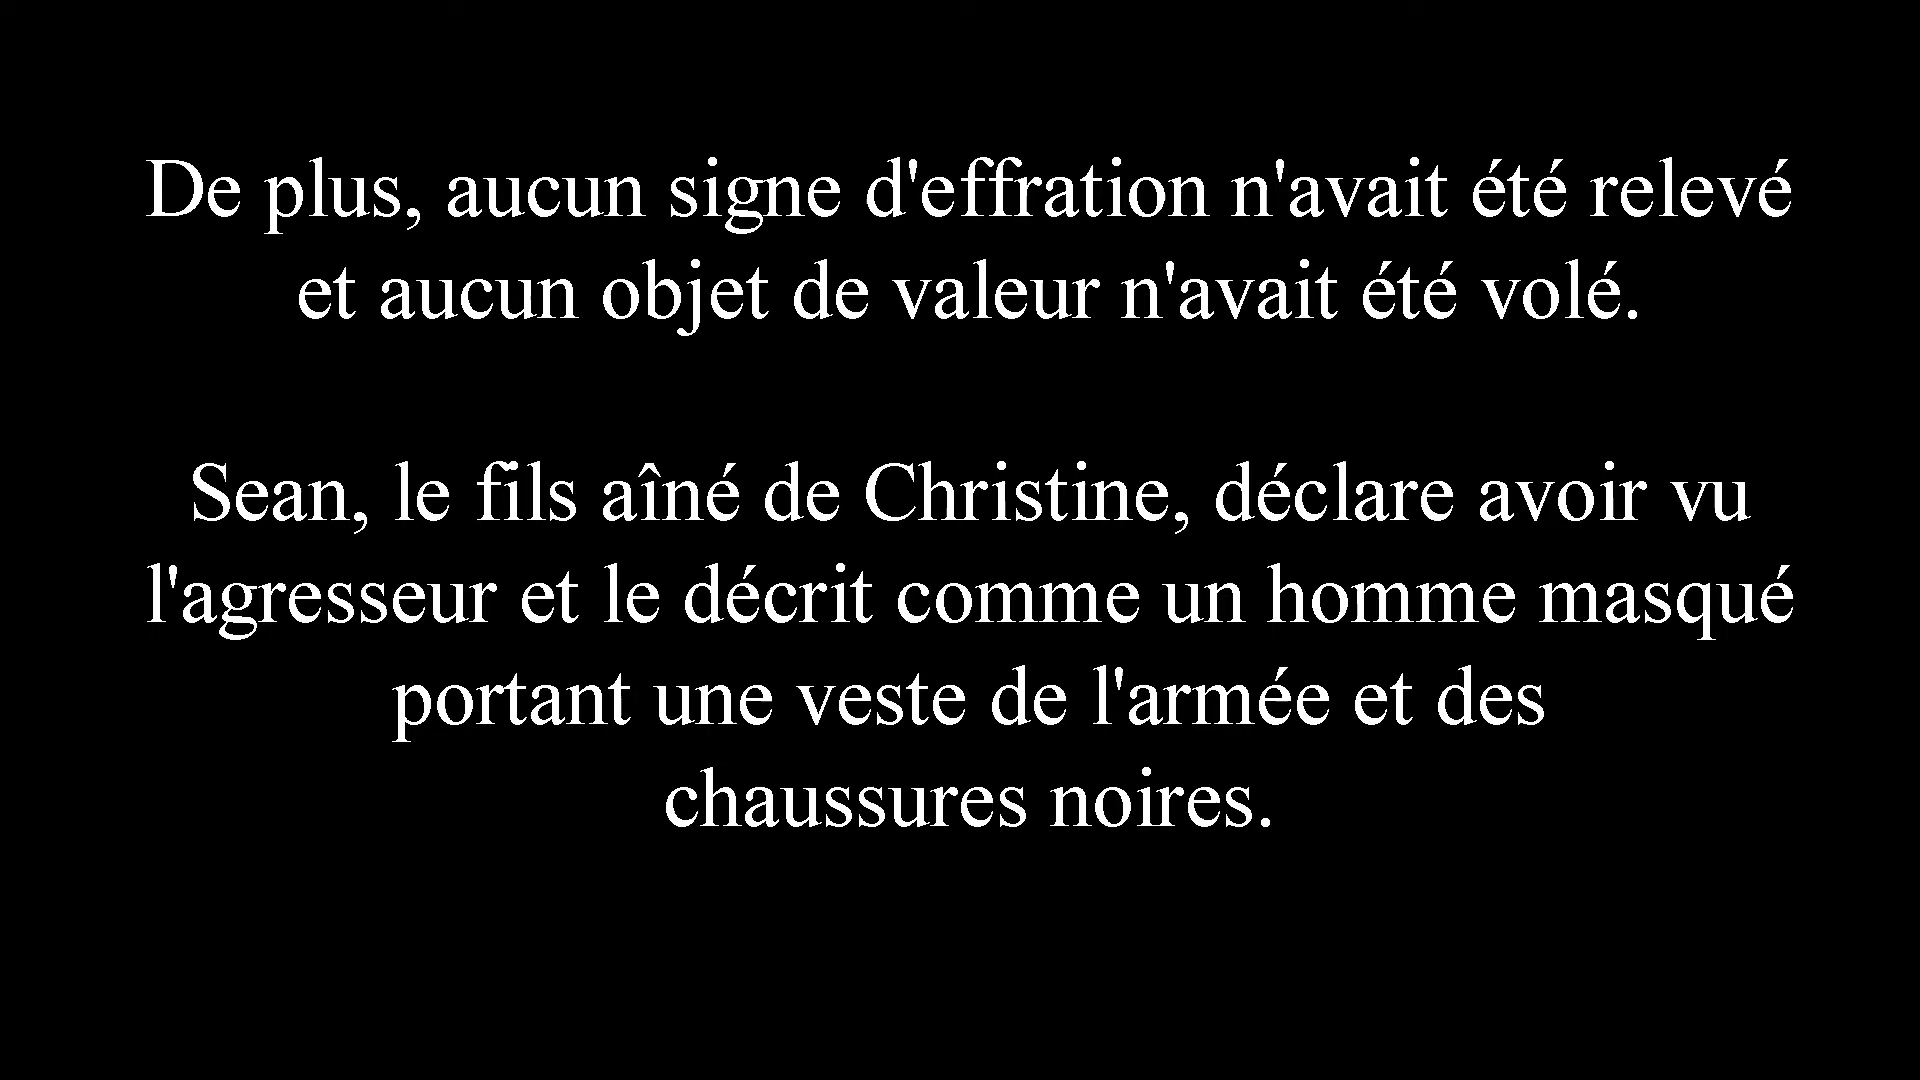 De plus, aucun signe d'effration n'avait été relevé
et aucun objet de valeur n'avait été volé.
Sean, le fils aîné de Christine, déclare avoir vu
l'agresseur et le décrit comme un homme masqué
portant une veste de l'armée et des
chaussures noires.